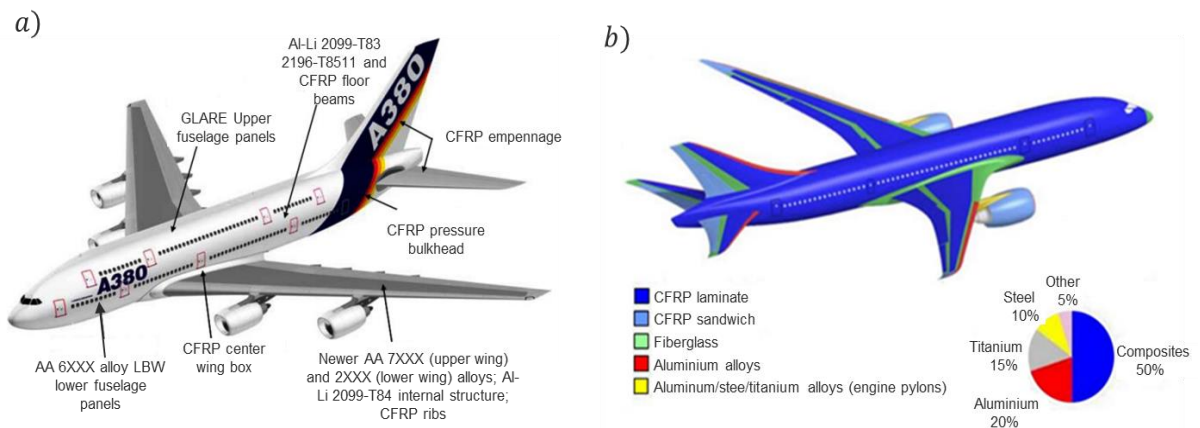 a)
Al-Li 2099-T83
2196-T8511 and
CFRP floor
beams
GLARE Upper
fuselage panels
A380
CFRP empennage
CFRP pressure
bulkhead
A380
AA 6XXX alloy LBW
lower fuselage
panels
CFRP center
wing box
Newer AA 7XXX (upper wing)
and 2XXX (lower wing) alloys; Al-
Li 2099-T84 internal structure;
CFRP ribs
b)
CFRP laminate
CFRP sandwich
Fiberglass
Aluminium alloys
Aluminum/stee/titanium alloys (engine pylons)
Other
5%
Steel
10%
Titanium
15%
Aluminium
20%
Composites
50%